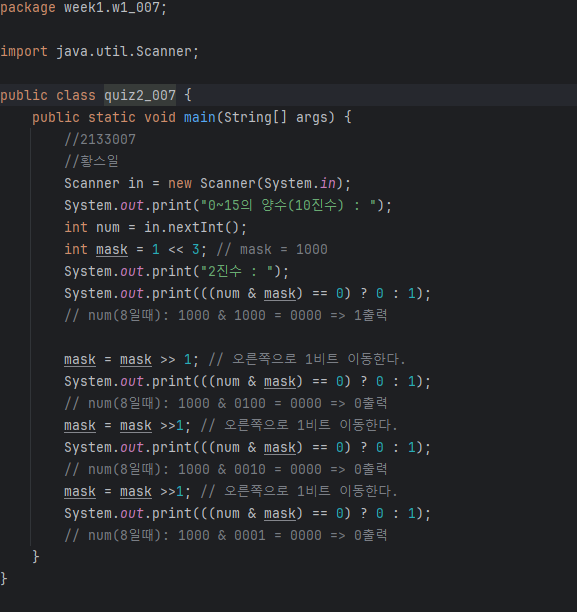 package week1.w1_007;
import java.util.Scanner;
public class quiz2_007 {
public static void main(String[] args) {
//2133007
//황스일
Scanner in = new Scanner(System.in);
System.out.print("0~15의 양수(10진수) : ");
int num = in.nextInt();
int mask = 1 << 3; // mask = 1000
System.out.print("2진수 : ");
System.out.print(((num & mask) == 0) ? 0 : 1);
// num(8일때): 1000 & 1000 = 0000 => 1출력
mask = mask >> 1; // 오른쪽으로 1비트 이동한다.
System.out.print(((num & mask) == 0) ? 0 : 1);
// num(8일때): 1000 & 0100 = 0000 => 0출력
mask = mask >>1; // 오른쪽으로 1비트 이동한다.
System.out.print(((num & mask) == 0) ? 0 : 1);
// num(8일때): 1000 & 0010 = 0000 => 0출력
mask = mask >>1; // 오른쪽으로 1비트 이동한다.
System.out.print(((num & mask) == 0) ? 0 : 1);
// num(8일때): 1000 & 0001 = 0000 => 0출력
}
}